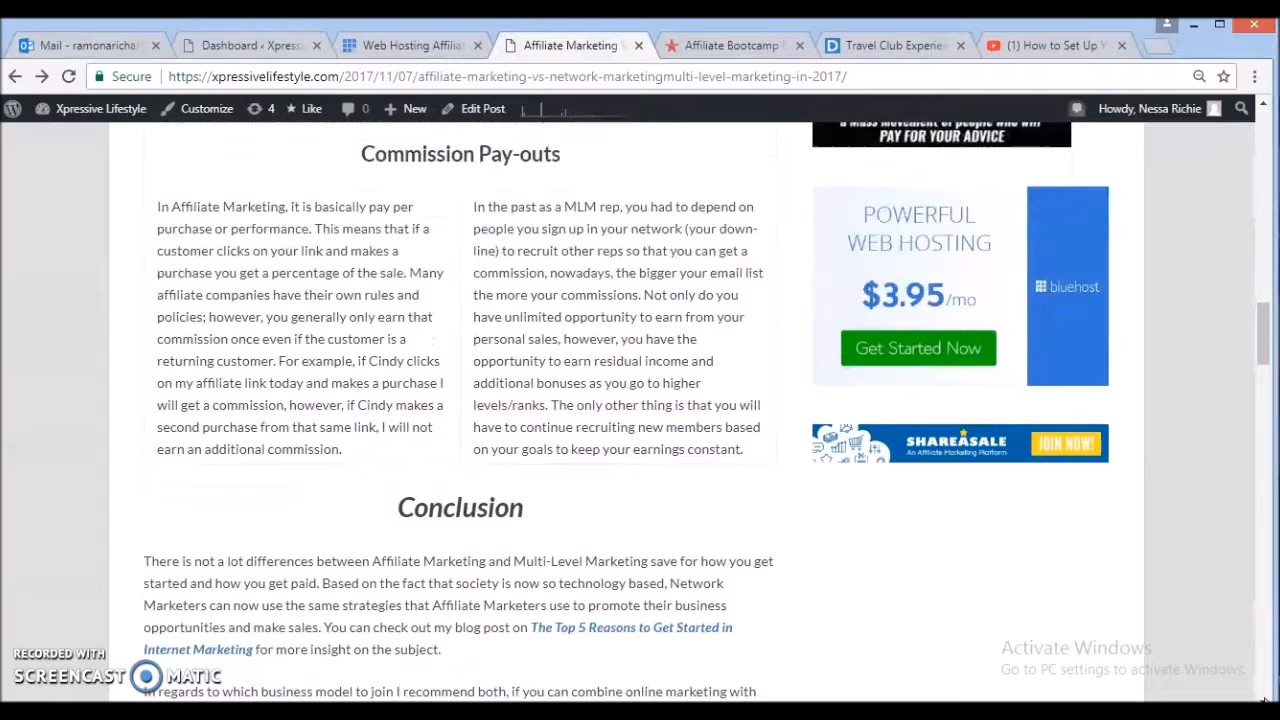 Mail - ramonarichar
Dashboard ‹ Xpress
Web Hosting Affilia
Affiliate Marketing
Affiliate Bootcamp
Travel Club Experie
(1) How to Set Up Y
Secure
https://xpressivelifestyle.com/2017/11/07/affiliate-marketing-vs-network-marketingmulti-level-marketing-in-2017/
Xpressive Lifestyle
Customize
4
Like
0
New
Edit Post
Howdy, Nessa Richie
Commission Pay-outs
In Affiliate Marketing, it is basically pay per
purchase or performance. This means that if a
customer clicks on your link and makes a
purchase you get a percentage of the sale. Many
affiliate companies have their own rules and
policies; however, you generally only earn that
commission once even if the customer is a
returning customer. For example, if Cindy clicks
on my affiliate link today and makes a purchase I
will get a commission, however, if Cindy makes a
second purchase from that same link, I will not
earn an additional commission.
In the past as a MLM rep, you had to depend on
people you sign up in your network (your down-
line) to recruit other reps so that you can get a
commission, nowadays, the bigger your email list
the more your commissions. Not only do you
have unlimited opportunity to earn from your
personal sales, however, you have the
opportunity to earn residual income and
additional bonuses as you go to higher
levels/ranks. The only other thing is that you will
have to continue recruiting new members based
on your goals to keep your earnings constant.
Conclusion
There is not a lot differences between Affiliate Marketing and Multi-Level Marketing save for how you get
started and how you get paid. Based on the fact that society is now so technology based, Network
Marketers can now use the same strategies that Affiliate Marketers use to promote their business
opportunities and make sales. You can check out my blog post on The Top 5 Reasons to Get Started in
Internet Marketing for more insight on the subject.
In regards to which business model to join I recommend both, if you can combine online marketing with
a Mass Movement of people who will
PAY FOR YOUR ADVICE
POWERFUL
WEB HOSTING
$3.95/mo
Get Started Now
bluehost
SHAREASALE
An Affiliate Marketing Platform
JOIN NOW!
Activate Windows
Go to PC settings to activate Windows.
RECORDED WITH
SCREENCAST MATIC